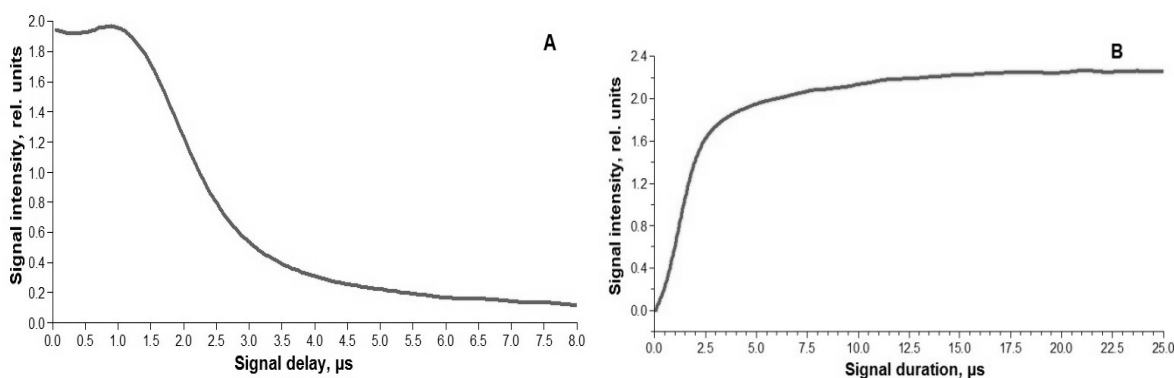 A
Signal intensity, rel. units
2.0
1.8
1.6
1.4
1.2
1.0
0.8
0.6
0.4
0.2
0.0
0.0 0.5 1.0 1.5 2.0 2.5 3.0 3.5 4.0 4.5 5.0 5.5 6.0 6.5 7.0 7.5 8.0
Signal delay, µs
B
Signal intensity, rel. units
2.4
2.0
1.6
1.2
0.8
0.4
0.0
0.0 2.5 5.0 7.5 10.0 12.5 15.0 17.5 20.0 22.5 25.0
Signal duration, µs